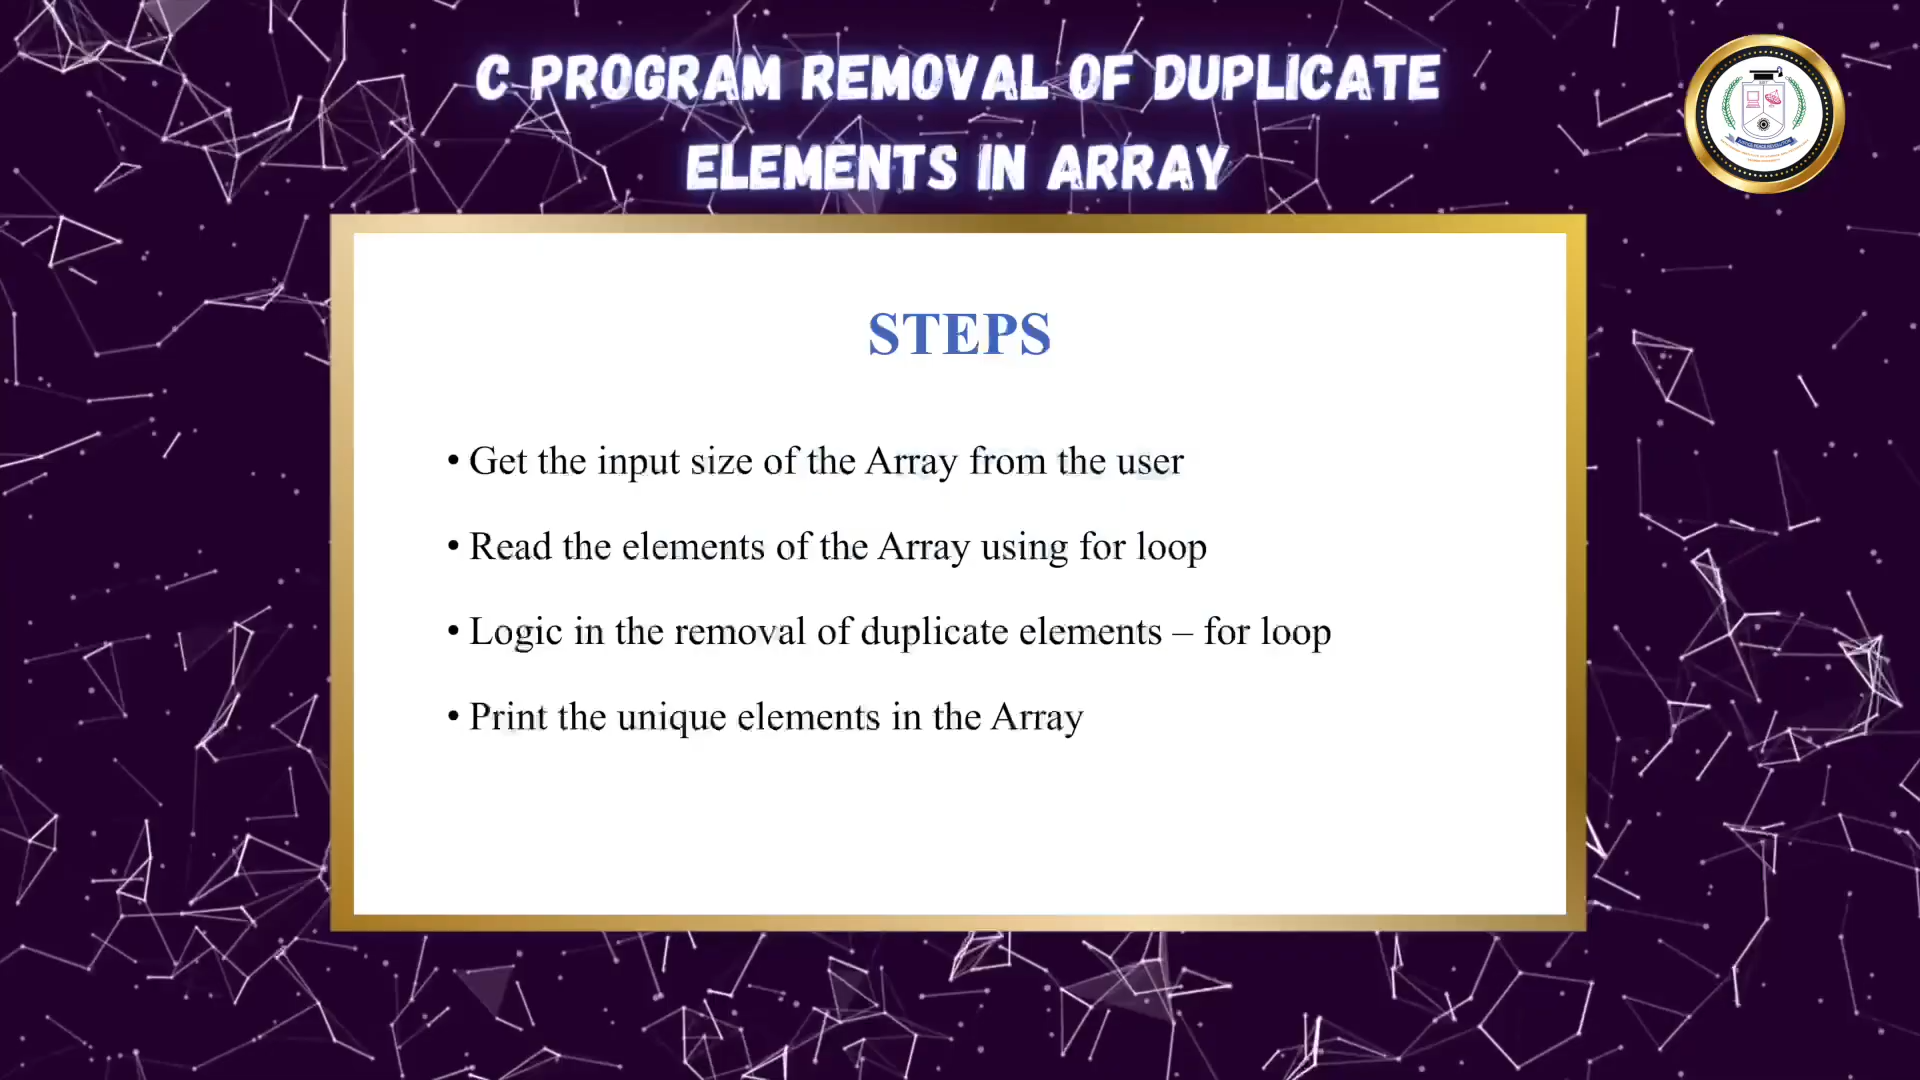 C PROGRAM REMOVAL OF DUPLICATE
ELEMENTS IN ARRAY
STEPS
• Get the input size of the Array from the user
• Read the elements of the Array using for loop
• Logic in the removal of duplicate elements – for loop
• Print the unique elements in the Array